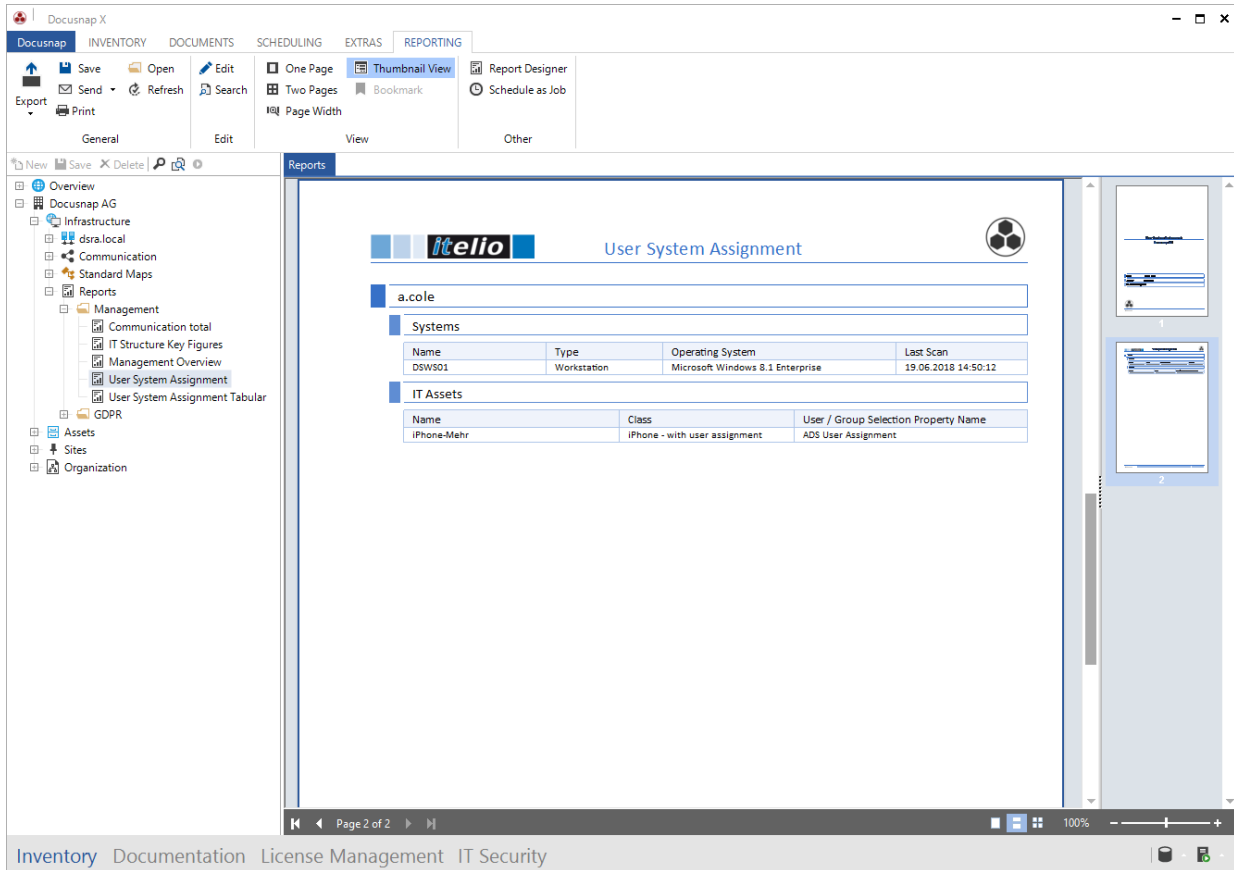 Docusnap X
Docusnap INVENTORY DOCUMENTS SCHEDULING EXTRAS REPORTING
Save Open Edit One Page Thumbnail View Report Designer
Send Refresh Search Two Pages Bookmark Schedule as Job
Export Print Page Width
General Edit View Other
New Save Delete
Reports
Overview
Docusnap AG
Infrastructure
dsra.local
Communication
Standard Maps
Reports
Management
Communication total
IT Structure Key Figures
Management Overview
User System Assignment
User System Assignment Tabular
GDPR
Assets
Sites
Organization
itelio User System Assignment
a.cole
Systems
Name Type Operating System Last Scan
DSWS01 Workstation Microsoft Windows 8.1 Enterprise 19.06.2018 14:50:12
IT Assets
Name Class User / Group Selection Property Name
iPhone-Mehr iPhone - with user assignment ADS User Assignment
1
2
Page 2 of 2 100%
Inventory Documentation License Management IT Security